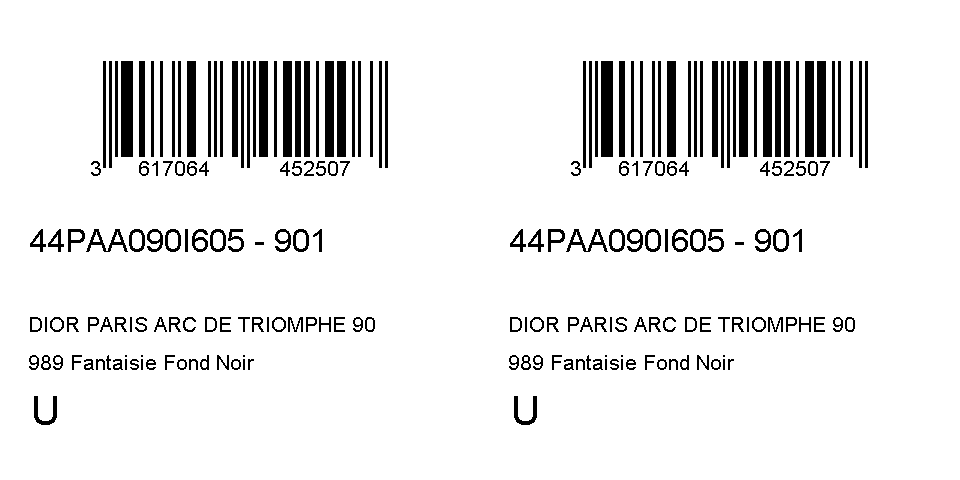 3 617064 452507
44PAA090I605 - 901
DIOR PARIS ARC DE TRIOMPHE 90
989 Fantaisie Fond Noir
U
3 617064 452507
44PAA090I605 - 901
DIOR PARIS ARC DE TRIOMPHE 90
989 Fantaisie Fond Noir
U